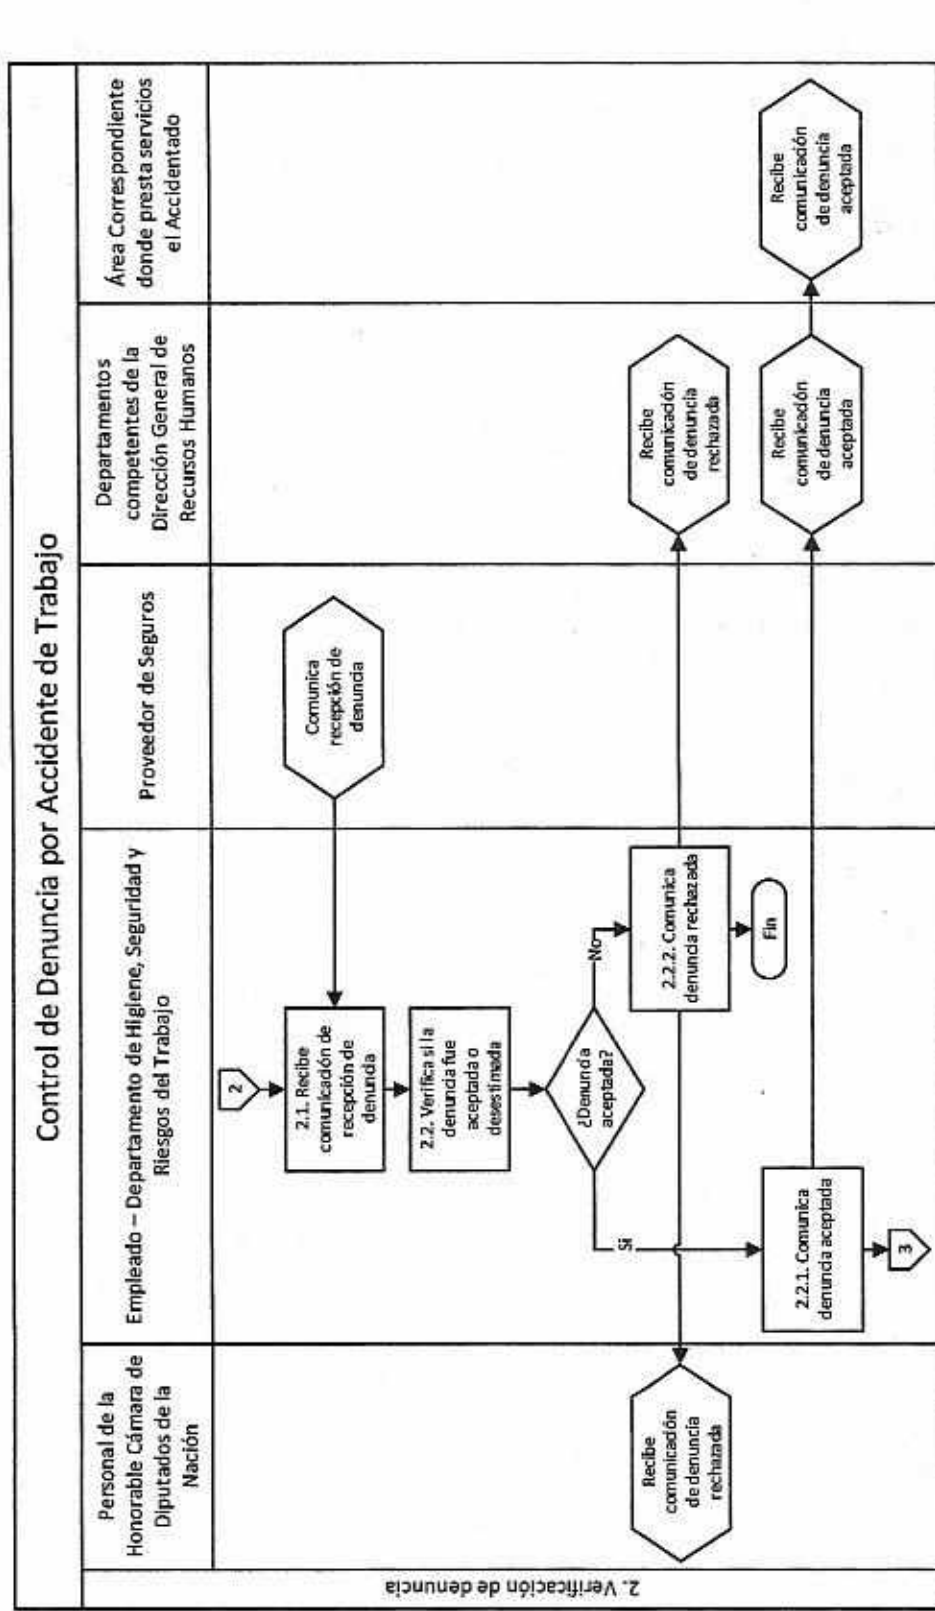 Control de Denuncia por Accidente de Trabajo
Personal de la
Honorable Cámara de
Diputados de la
Nación
Empleado – Departamento de Higiene, Seguridad y
Riesgos del Trabajo
Proveedor de Seguros
Departamentos
competentes de la
Dirección General de
Recursos Humanos
Área Correspondiente
donde presta servicios
el Accidentado
2. Verificación de denuncia
2
Comunica
recepción de
denuncia
2.1. Recibe
comunicación de
recepción de
denuncia
2.2. Verifica si la
denuncia fue
aceptada o
desestimada
¿Denuncia
aceptada?
Si
No
Recibe
comunicación
de denuncia
rechazada
2.2.2. Comunica
denuncia rechazada
Recibe
comunicación
de denuncia
rechazada
Fin
2.2.1. Comunica
denuncia aceptada
Recibe
comunicación
de denuncia
aceptada
Recibe
comunicación
de denuncia
aceptada
3